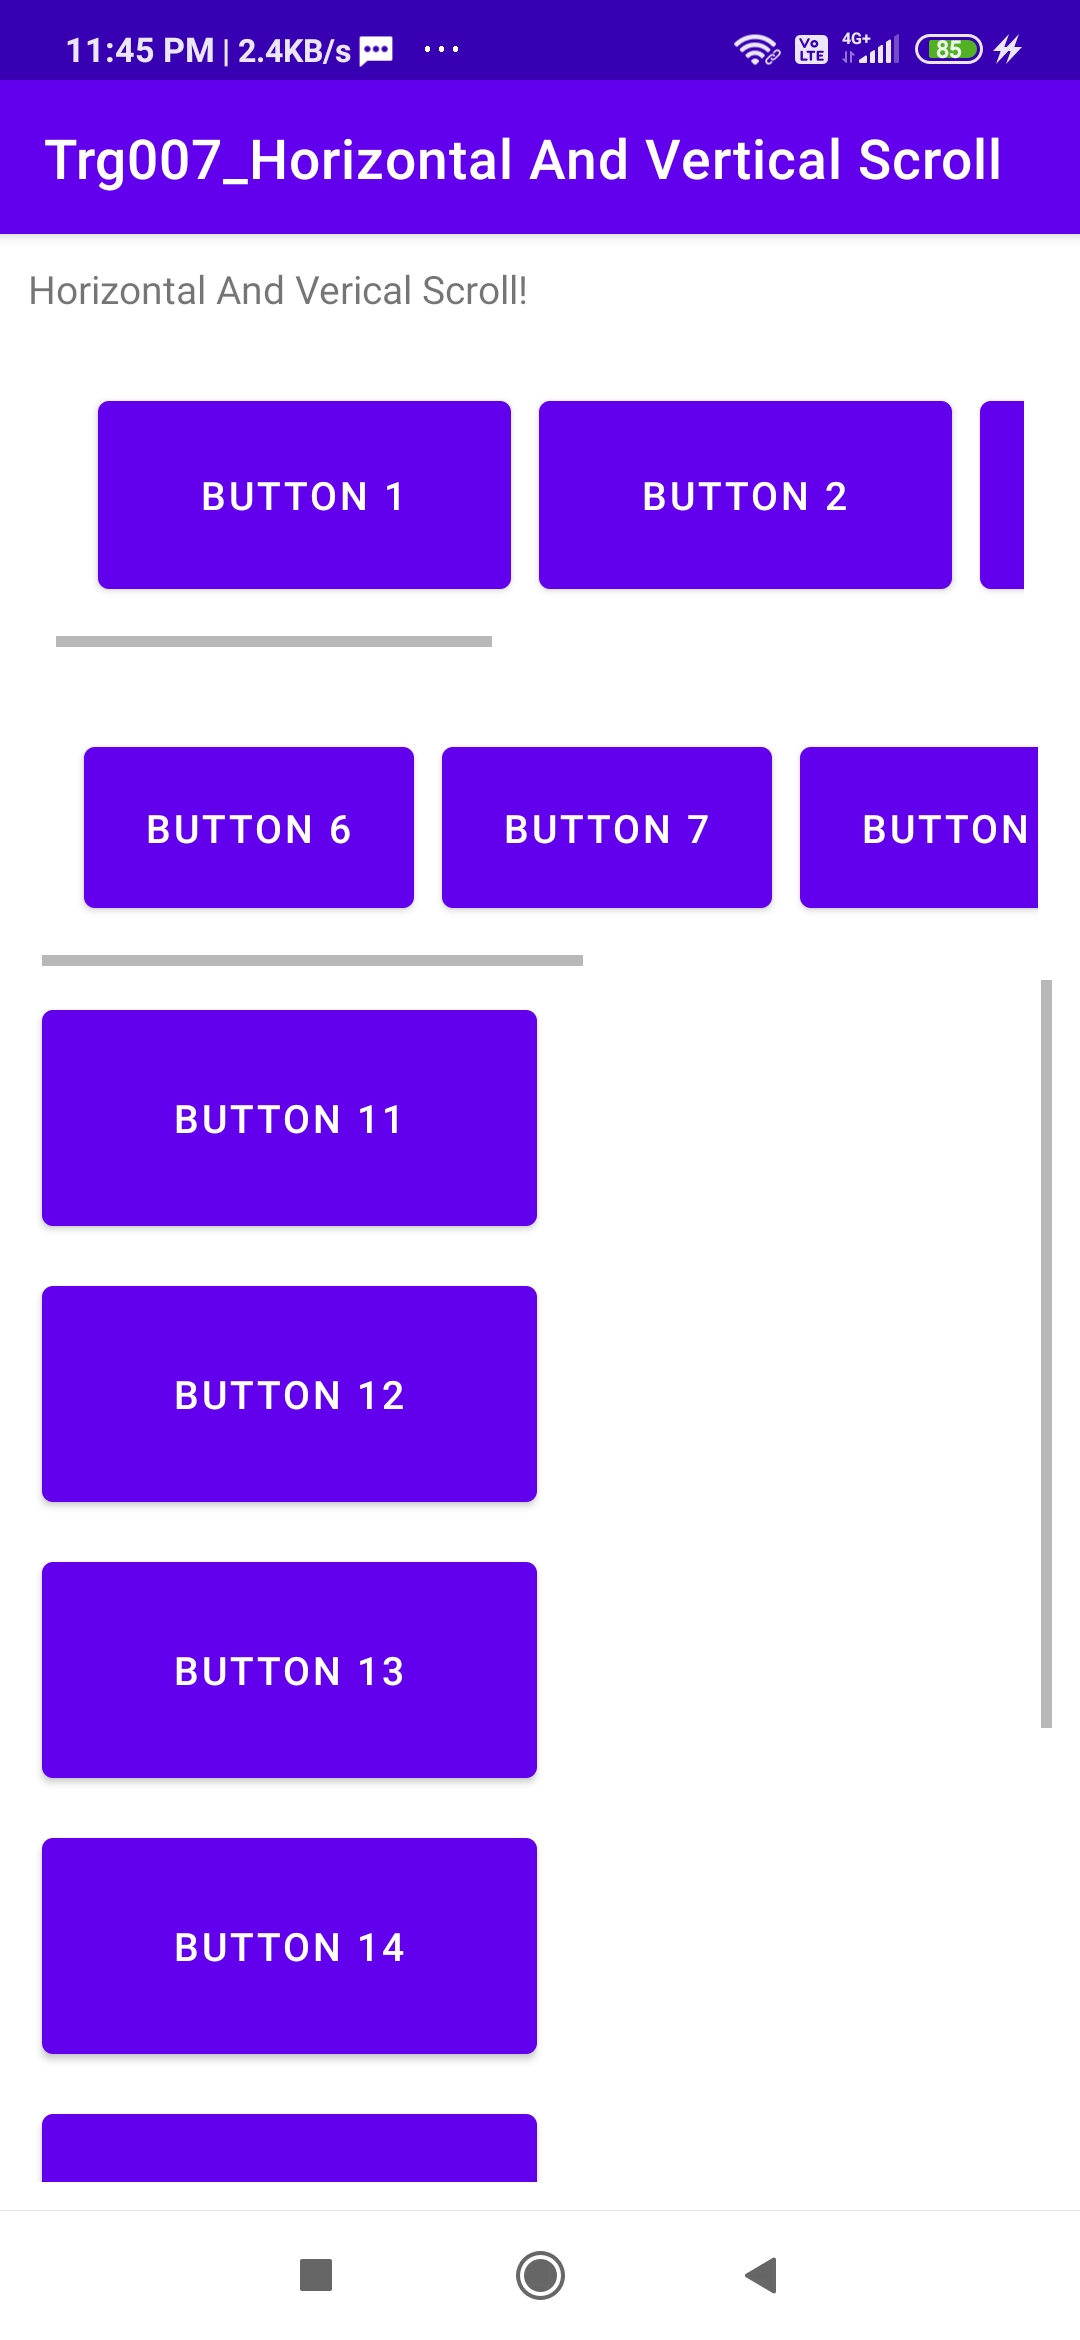 11:45 PM | 2.4KB/s ... Vo LTE 4G+ 85
Trg007_Horizontal And Vertical Scroll
Horizontal And Verical Scroll!
BUTTON 1 BUTTON 2
BUTTON 6 BUTTON 7 BUTTON
BUTTON 11
BUTTON 12
BUTTON 13
BUTTON 14